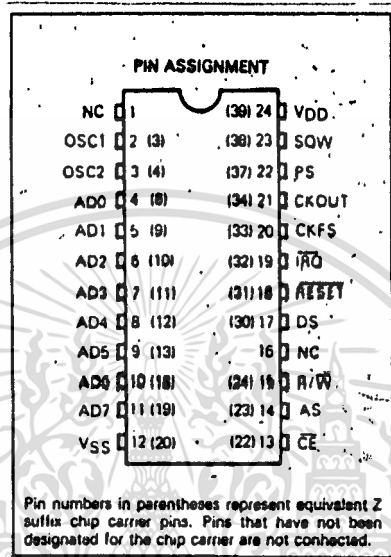 PIN ASSIGNMENT
NC 1 (39) 24 VDD
OSC1 2 (3) (38) 23 SQW
OSC2 3 (4) (37) 22 PS
AD0 4 (8) (34) 21 CKOUT
AD1 5 (9) (33) 20 CKFS
AD2 6 (10) (32) 19 IRQ
AD3 7 (11) (31) 18 RESET
AD4 8 (12) (30) 17 DS
AD5 9 (13) 16 NC
AD6 10 (18) (24) 15 R/W
AD7 11 (19) (23) 14 AS
VSS 12 (20) (22) 13 CE
Pin numbers in parentheses represent equivalent Z
suffix chip carrier pins. Pins that have not been
designated for the chip carrier are not connected.